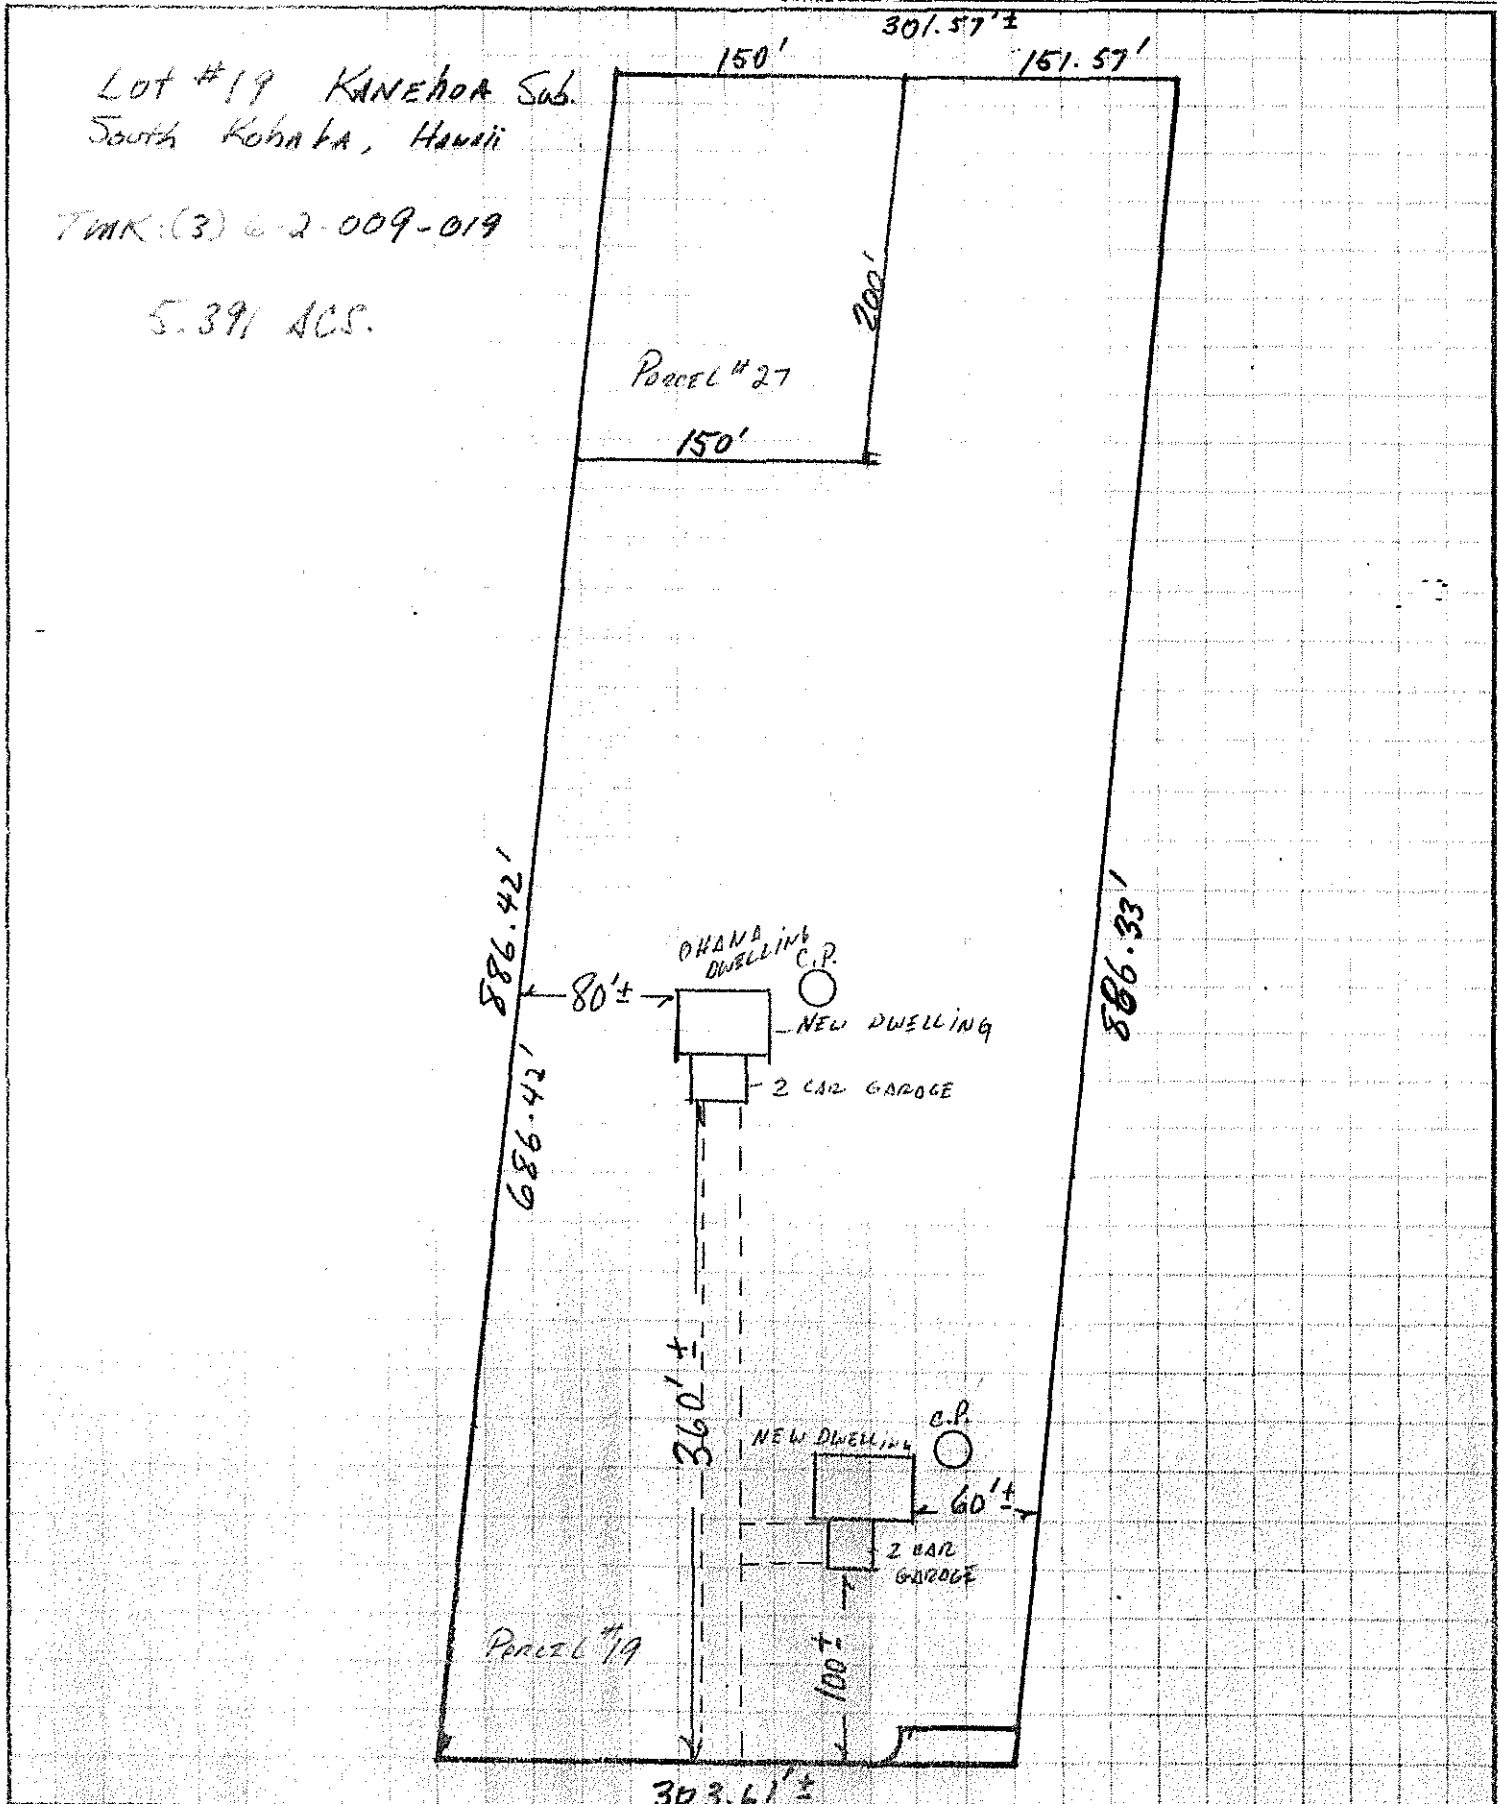 301.57'±
150'
151.57'
Lot #19 KANEhOA Sub.
South KohAlA, HAwAii
TMK:(3) 6-2-009-019
5.391 ACS.
200'
PARCEL #27
150'
886.42'
886.33'
OHANA
DWELLING
C.P.
80'±
NEW DWELLING
686.42'
2 CAR GARAGE
360'±
C.P.
NEW DWELLING
60'±
2 CAR
GARAGE
PARCEL #19
100±
303.61'±